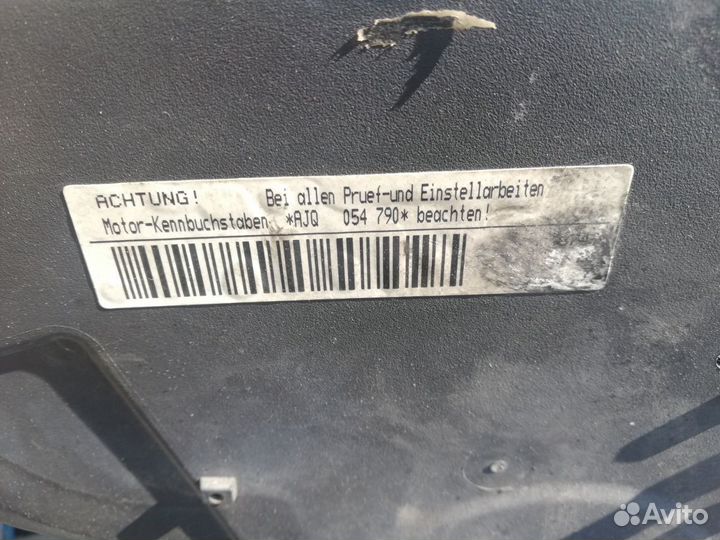 ACHTUNG! Bei allen Pruef-und Einstellarbeiten
Motor-Kennbuchstaben *AJQ 054 790* beachten!
Avito